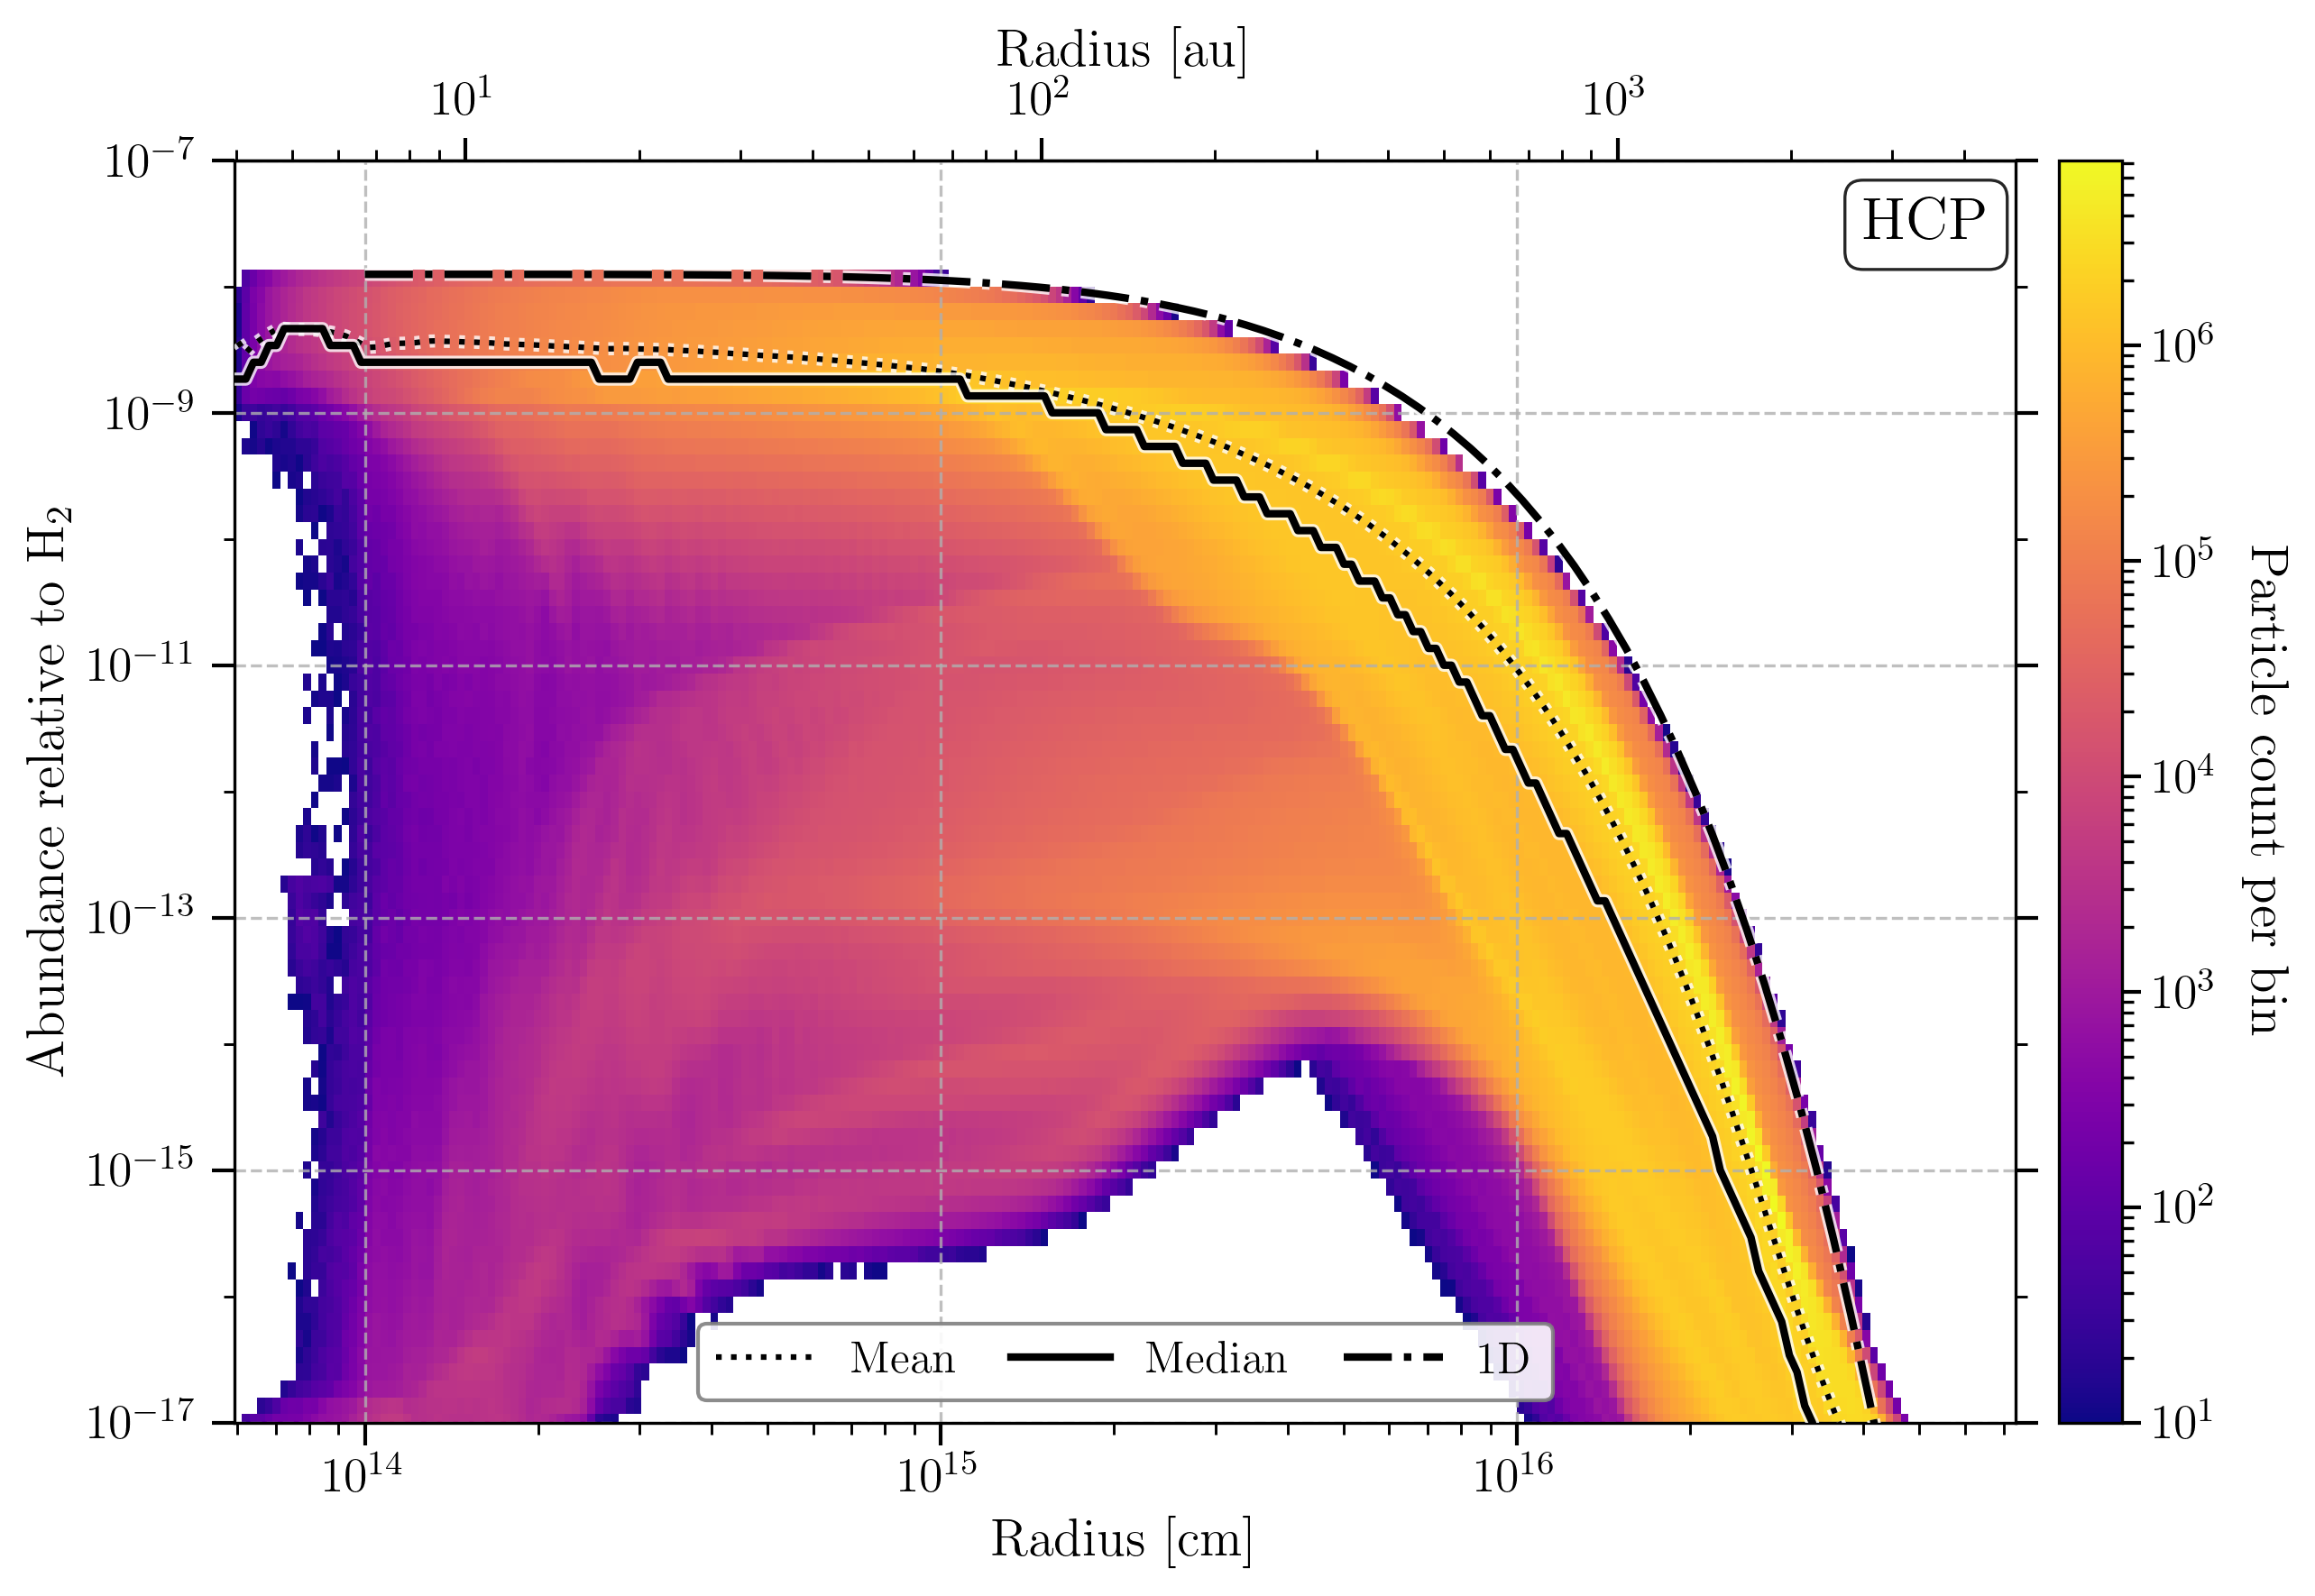 Radius [au]
10^1 10^2 10^3
HCP
10^-7
10^-9
10^-11
10^-13
10^-15
10^-17
Abundance relative to H_2
Mean Median 1D
10^14 10^15 10^16
Radius [cm]
10^6
10^5
10^4
10^3
10^2
10^1
Particle count per bin